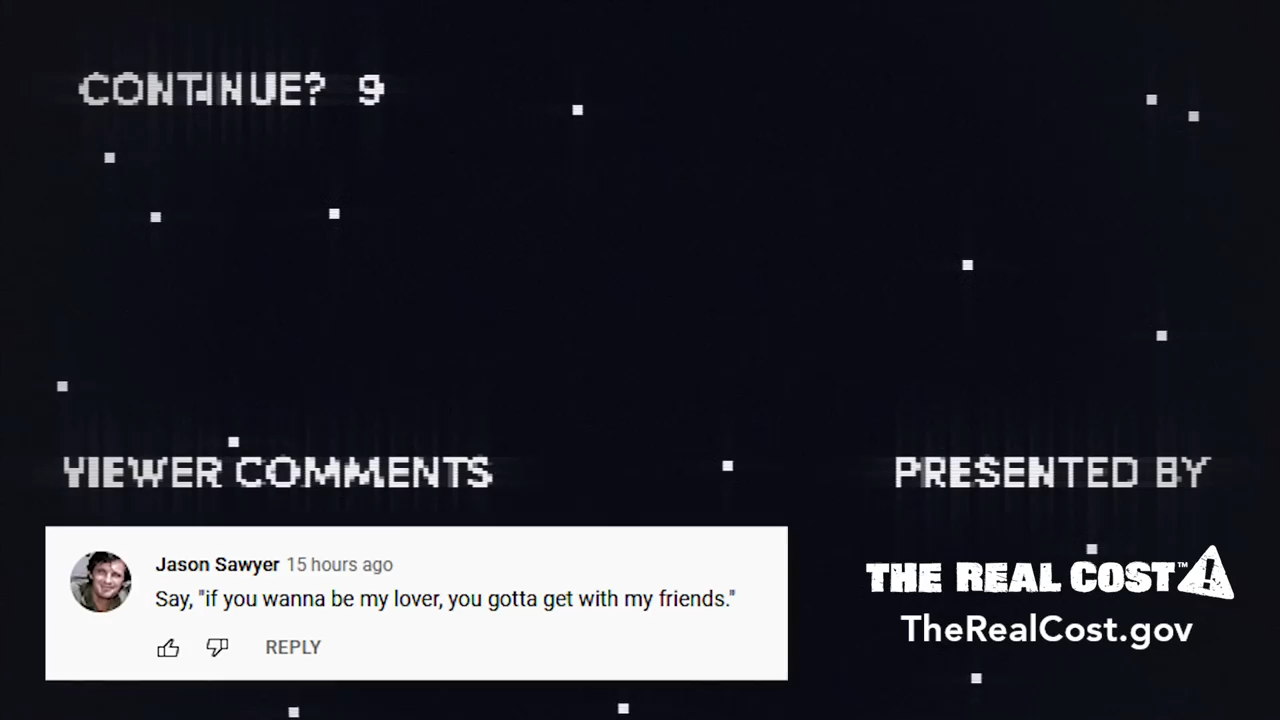 CONTINUE? 9
VIEWER COMMENTS
Jason Sawyer 15 hours ago
Say, "if you wanna be my lover, you gotta get with my friends."
REPLY
PRESENTED BY
THE REAL COST™
TheRealCost.gov